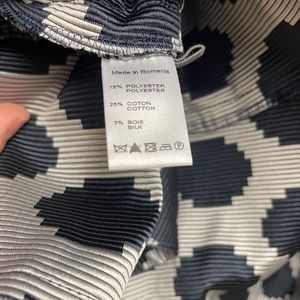 Made in Romania
72% POLYESTER
POLYESTER
25% COTON
COTTON
3% SOIE
SILK